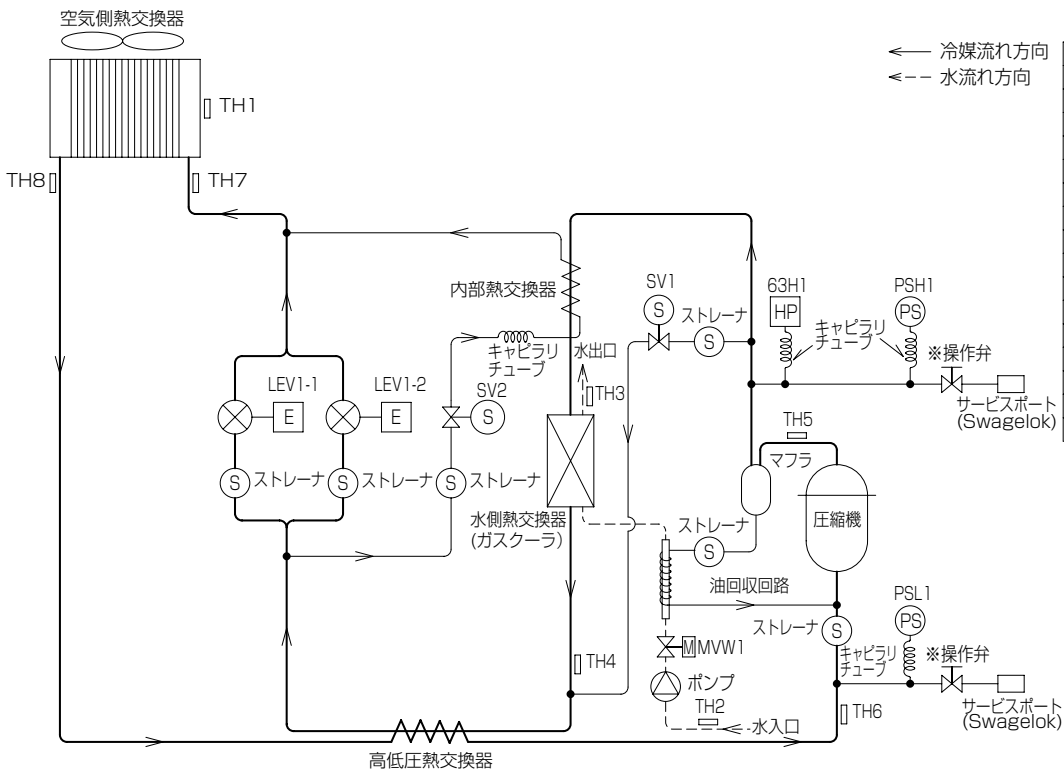 空気側熱交換器
冷媒流れ方向
水流れ方向
TH1
TH8
TH7
内部熱交換器
SV1
S
ストレーナ
S
63H1
HP
PSH1
PS
キャピラリ
チューブ
※操作弁
サービスポート
(Swagelok)
キャピラリ
チューブ
水出口
TH3
LEV1-1
E
LEV1-2
E
SV2
S
TH5
マフラ
圧縮機
S
ストレーナ
S
ストレーナ
S
ストレーナ
水側熱交換器
(ガスクーラ)
ストレーナ
S
油回収回路
PSL1
PS
ストレーナ
S
キャピラリ
チューブ
※操作弁
サービスポート
(Swagelok)
M
MVW1
TH4
ポンプ
TH2
水入口
TH6
高低圧熱交換器